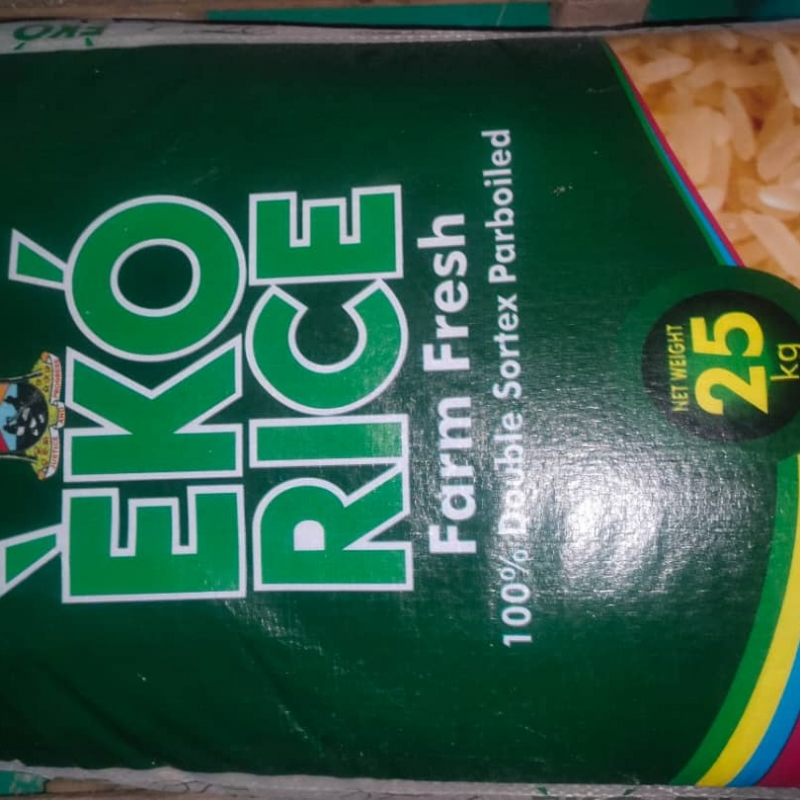 ÈKÓ
RICE
Farm Fresh
100% Double Sortex Parboiled
NET WEIGHT
25
kg